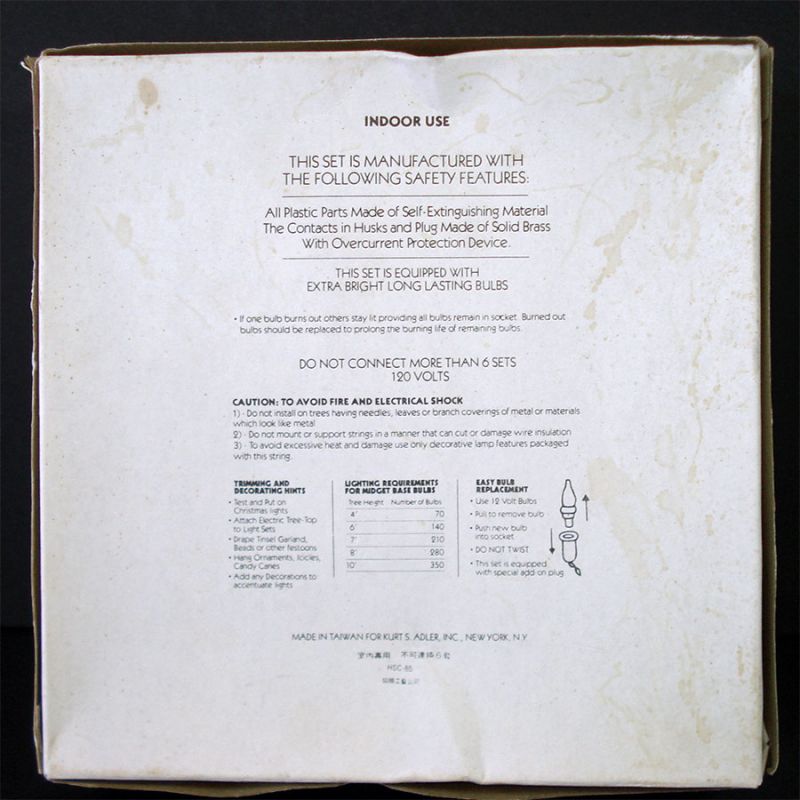 INDOOR USE
THIS SET IS MANUFACTURED WITH
THE FOLLOWING SAFETY FEATURES:
All Plastic Parts Made of Self-Extinguishing Material
The Contacts in Husks and Plug Made of Solid Brass
With Overcurrent Protection Device.
THIS SET IS EQUIPPED WITH
EXTRA BRIGHT LONG LASTING BULBS
• If one bulb burns out others stay lit providing all bulbs remain in socket. Burned out
bulbs should be replaced to prolong the burning life of remaining bulbs.
DO NOT CONNECT MORE THAN 6 SETS
120 VOLTS
CAUTION: TO AVOID FIRE AND ELECTRICAL SHOCK
1) - Do not install on trees having needles, leaves or branch coverings of metal or materials
which look like metal
2) - Do not mount or support strings in a manner that can cut or damage wire insulation
3) - To avoid excessive heat and damage use only decorative lamp features packaged
with this string.
TRIMMING AND
DECORATING HINTS
• Test and Put on
Christmas lights
• Attach Electric Tree-Top
to Light Sets
• Drape Tinsel Garland,
Beads or other festoons
• Hang Ornaments, Icicles,
Candy Canes
• Add any Decorations to
accentuate lights
LIGHTING REQUIREMENTS
FOR MIDGET BASE BULBS
Tree Height Number of Bulbs
4' 70
6' 140
7' 210
8' 280
10' 350
EASY BULB
REPLACEMENT
• Use 12 Volt Bulbs
• Pull to remove bulb
• Push new bulb
into socket
• DO NOT TWIST
• This set is equipped
with special add-on plug
MADE IN TAIWAN FOR KURT S. ADLER, INC., NEW YORK, N.Y.
室內專用 不可連接6套
HSC-85